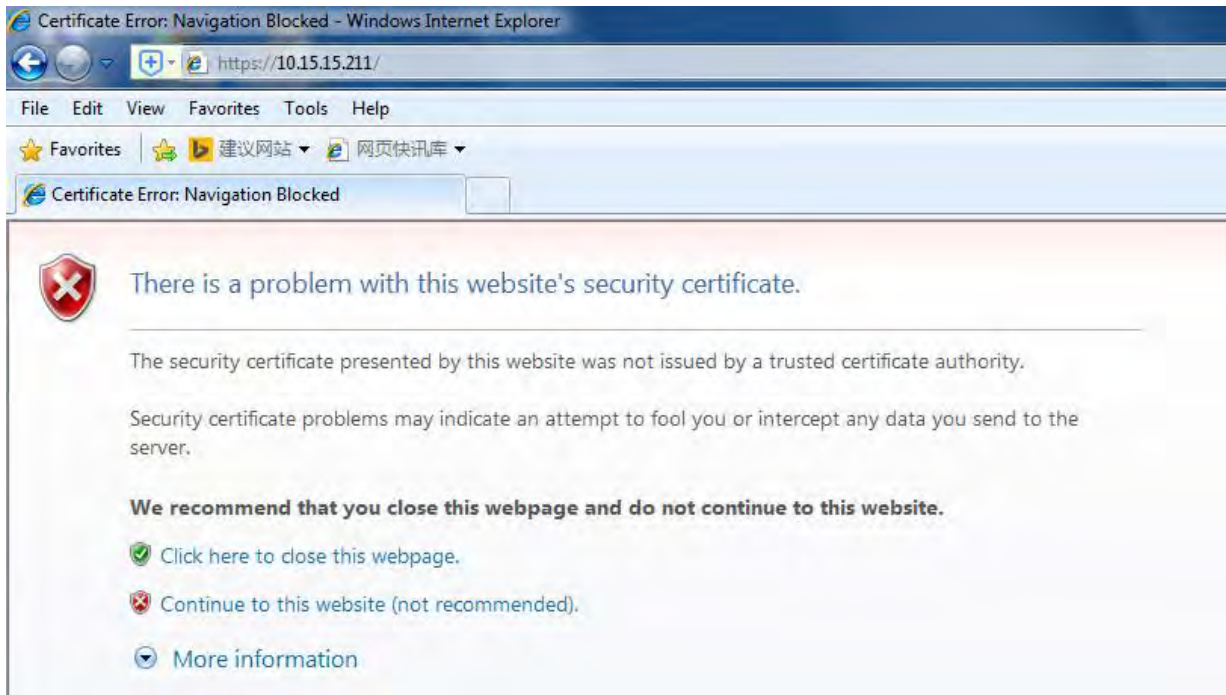 Certificate Error: Navigation Blocked - Windows Internet Explorer
https://10.15.15.211/
File Edit View Favorites Tools Help
Favorites 建议网站 网页快讯库
Certificate Error: Navigation Blocked
There is a problem with this website's security certificate.
The security certificate presented by this website was not issued by a trusted certificate authority.
Security certificate problems may indicate an attempt to fool you or intercept any data you send to the
server.
We recommend that you close this webpage and do not continue to this website.
Click here to close this webpage.
Continue to this website (not recommended).
More information